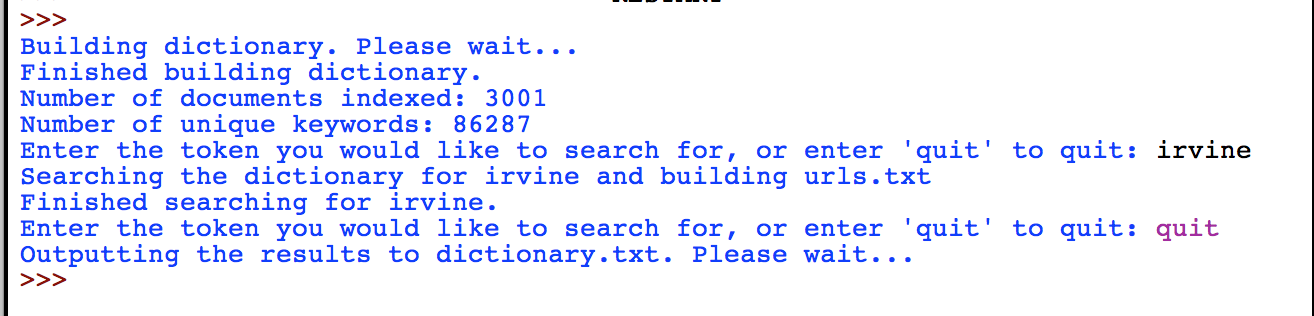 >>>
Building dictionary. Please wait...
Finished building dictionary.
Number of documents indexed: 3001
Number of unique keywords: 86287
Enter the token you would like to search for, or enter 'quit' to quit: irvine
Searching the dictionary for irvine and building urls.txt
Finished searching for irvine.
Enter the token you would like to search for, or enter 'quit' to quit: quit
Outputting the results to dictionary.txt. Please wait...
>>>